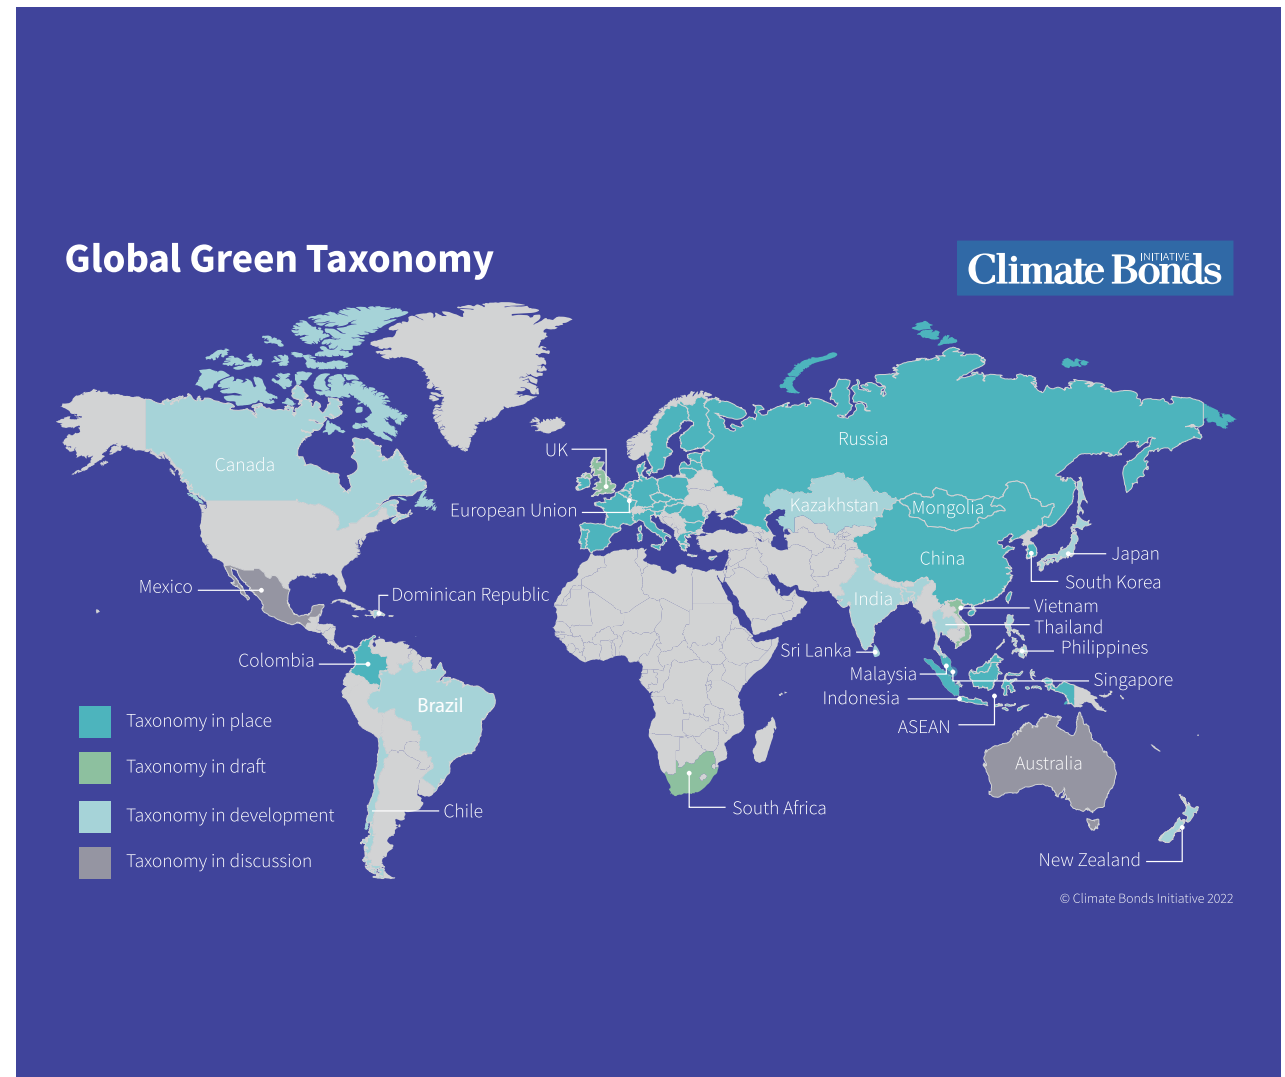 Global Green Taxonomy
INITIATIVE
Climate Bonds
Russia
UK
Canada
European Union
Kazakhstan
Mongolia
China
Japan
South Korea
Mexico
Dominican Republic
India
Vietnam
Thailand
Philippines
Sri Lanka
Colombia
Malaysia
Singapore
Indonesia
Brazil
ASEAN
Taxonomy in place
Taxonomy in draft
Australia
South Africa
Chile
Taxonomy in development
Taxonomy in discussion
New Zealand
© Climate Bonds Initiative 2022